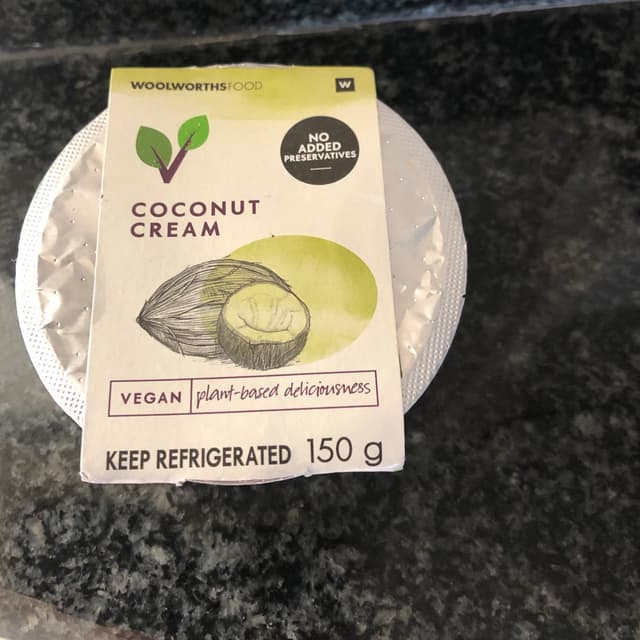 WOOLWORTHSFOOD W
NO
ADDED
PRESERVATIVES
COCONUT
CREAM
VEGAN plant-based deliciousness
KEEP REFRIGERATED 150 g